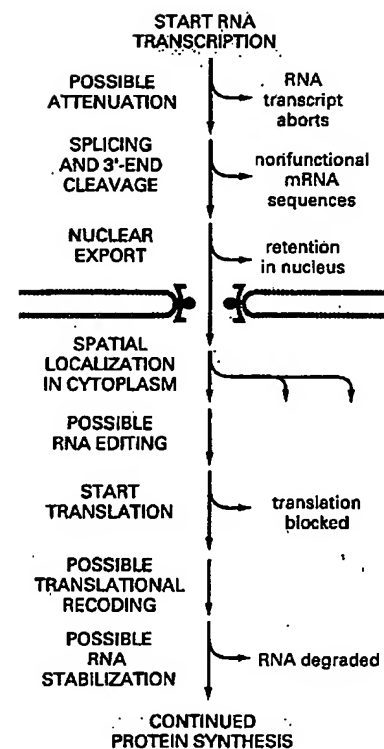 START RNA
TRANSCRIPTION
POSSIBLE
ATTENUATION
RNA
transcript
aborts
SPLICING
AND 3'-END
CLEAVAGE
nonfunctional
mRNA
sequences
NUCLEAR
EXPORT
retention
in nucleus
SPATIAL
LOCALIZATION
IN CYTOPLASM
POSSIBLE
RNA EDITING
START
TRANSLATION
translation
blocked
POSSIBLE
TRANSLATIONAL
RECODING
POSSIBLE
RNA
STABILIZATION
RNA degraded
CONTINUED
PROTEIN SYNTHESIS